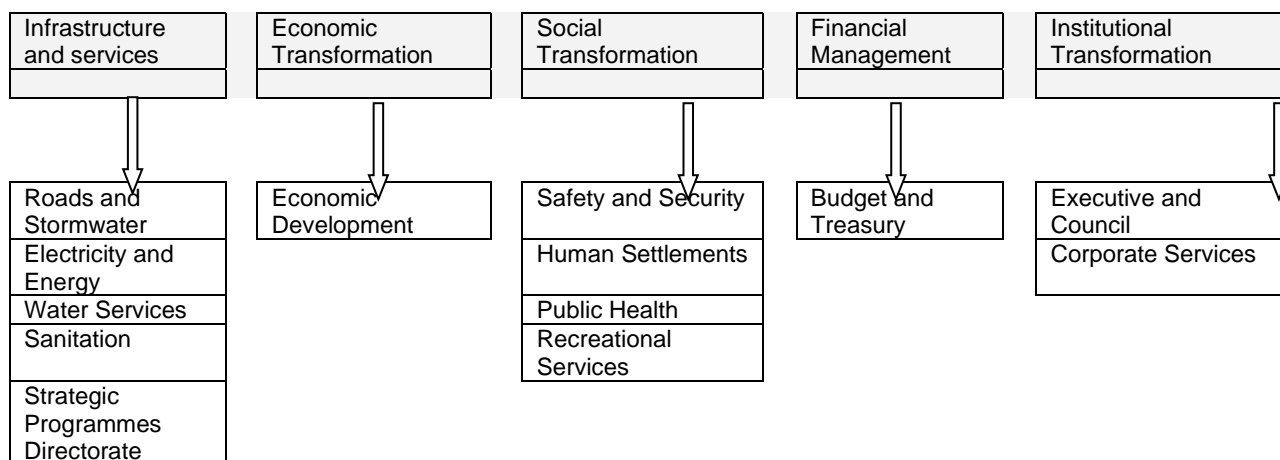 Infrastructure
and services
Economic
Transformation
Social
Transformation
Financial
Management
Institutional
Transformation
Roads and
Stormwater
Electricity and
Energy
Water Services
Sanitation
Strategic
Programmes
Directorate
Economic
Development
Safety and Security
Human Settlements
Public Health
Recreational
Services
Budget and
Treasury
Executive and
Council
Corporate Services